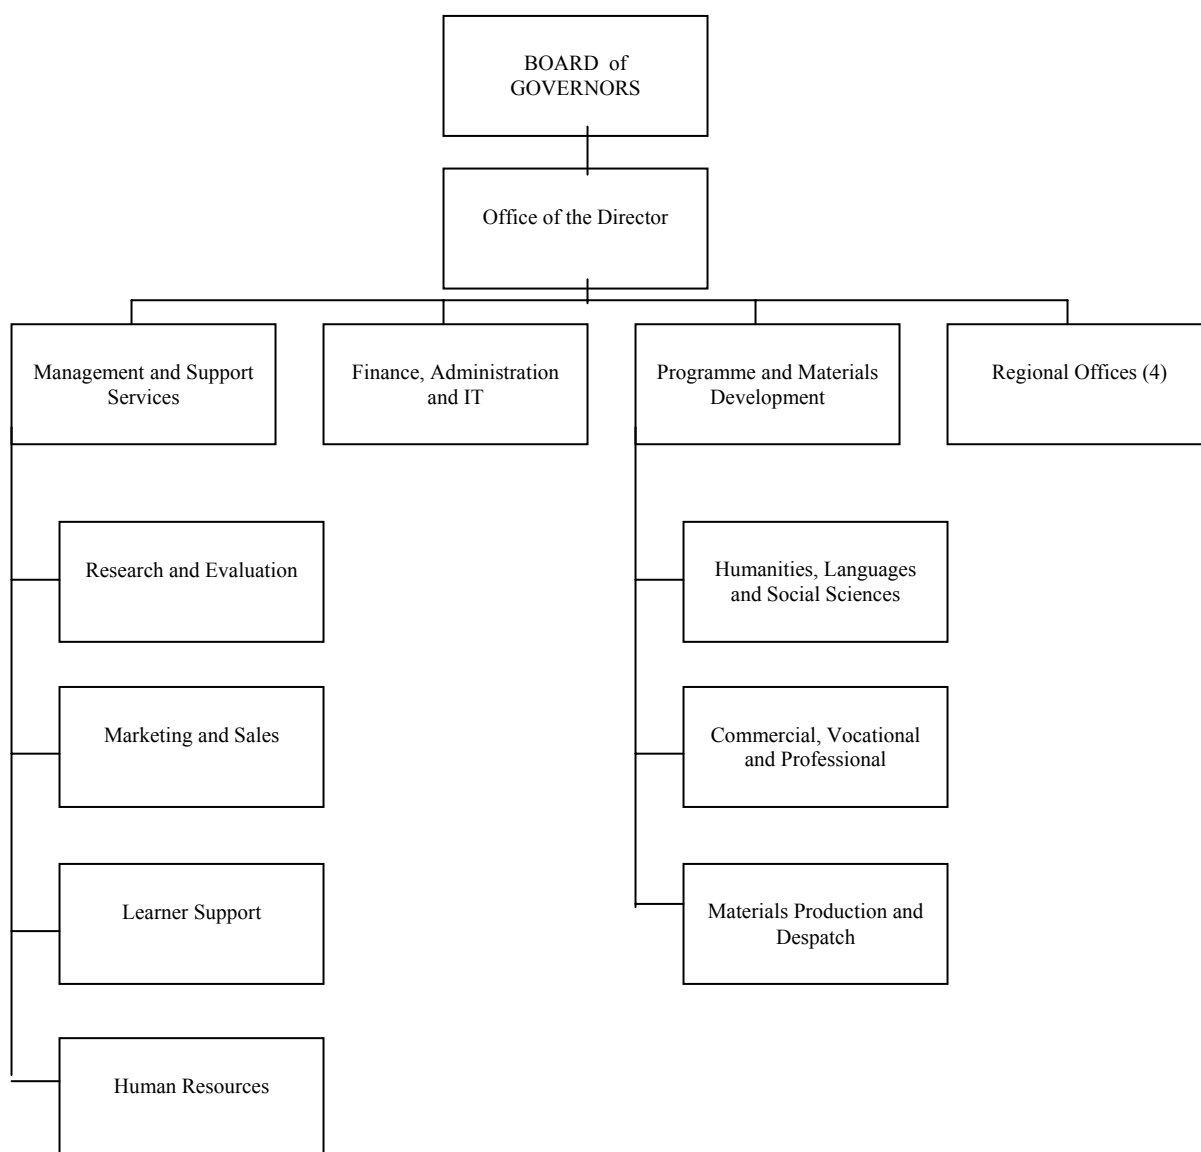 BOARD of
GOVERNORS
Office of the Director
Management and Support
Services
Finance, Administration
and IT
Programme and Materials
Development
Regional Offices (4)
Research and Evaluation
Humanities, Languages
and Social Sciences
Marketing and Sales
Commercial, Vocational
and Professional
Learner Support
Materials Production and
Despatch
Human Resources